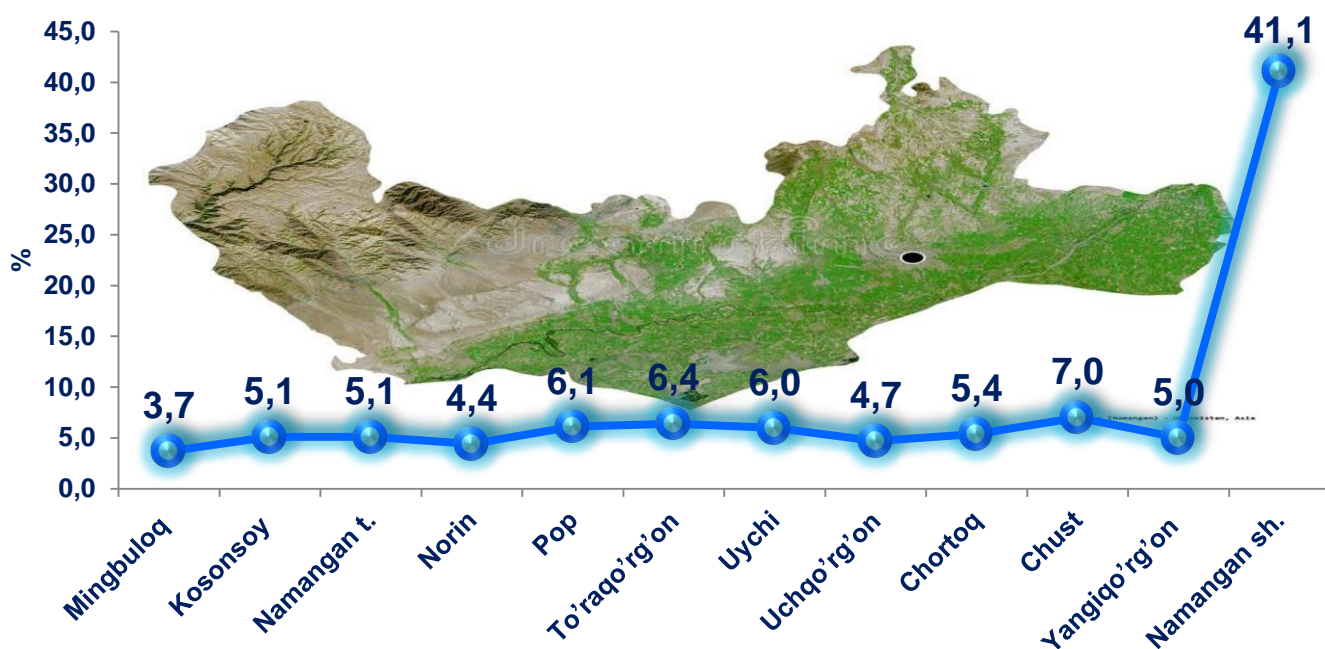 45,0
40,0
35,0
30,0
25,0
20,0
15,0
10,0
5,0
0,0
%
3,7
5,1
5,1
4,4
6,1
6,4
6,0
4,7
5,4
7,0
5,0
41,1
(Namangan) -
stan, Asia
Mingbuloq
Kosonsoy
Namangan t.
Norin
Pop
To’raqo’rg’on
Uychi
Uchqo’rg’on
Chortoq
Chust
Yangiqo’rg’on
Namangan sh.